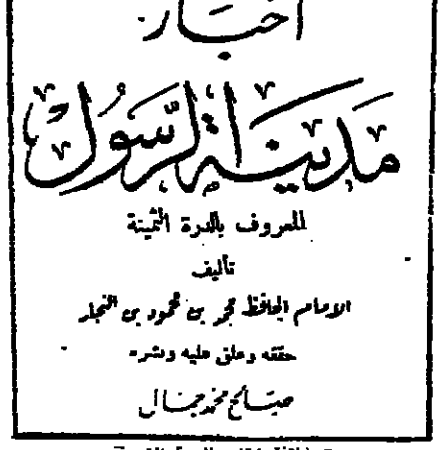 أخبار
مدينة الرسول
المعروف بالدرة الثمينة
تأليف
الامام الحافظ محمد بن محمود بن النجار
حققه وعلق عليه ونشره
صالح محمد جمال